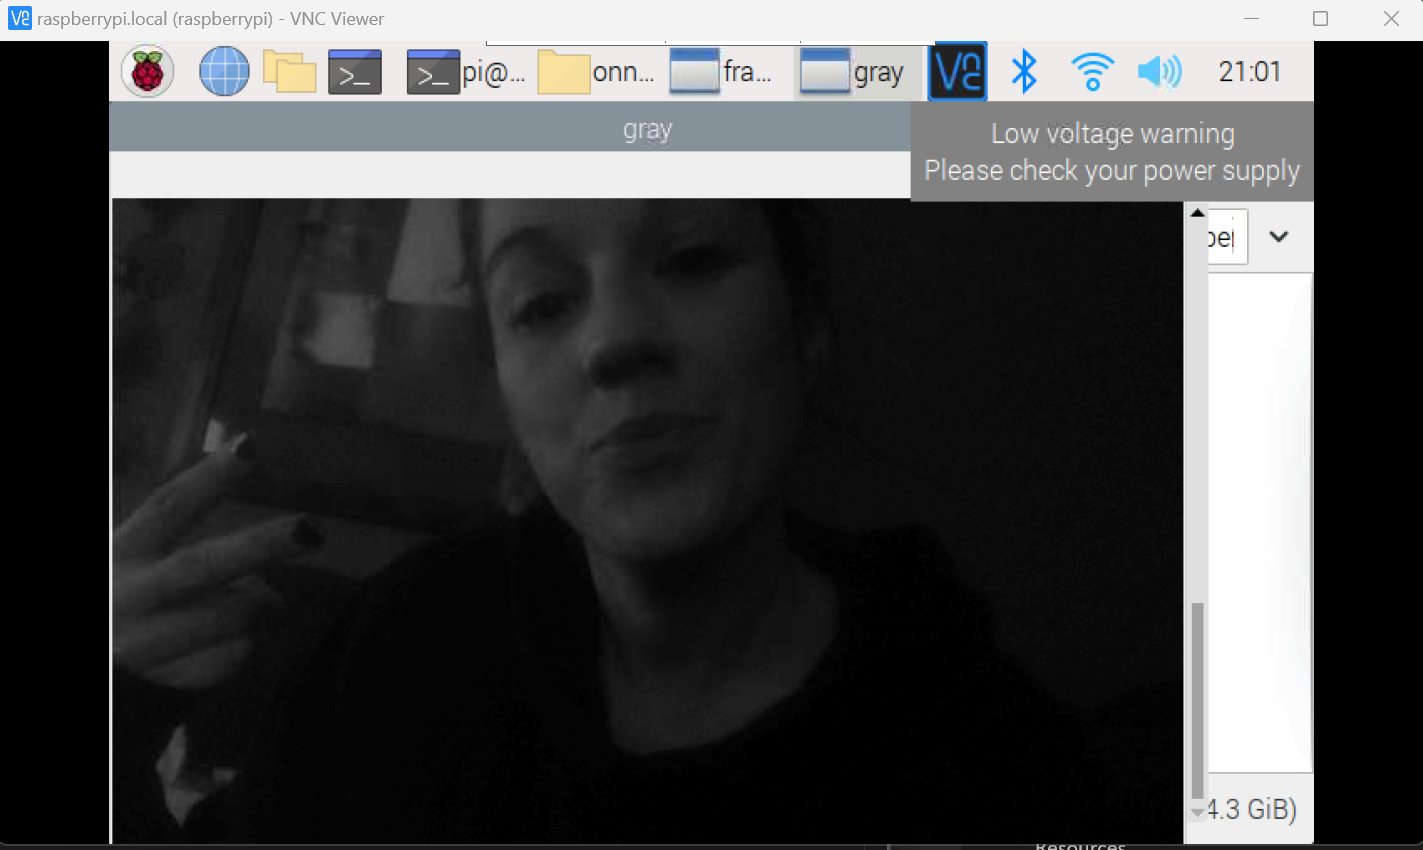 raspberrypi.local (raspberrypi) - VNC Viewer
pi@... onn... fra... gray 21:01
gray
Low voltage warning
Please check your power supply
4.3 GiB)
Resources